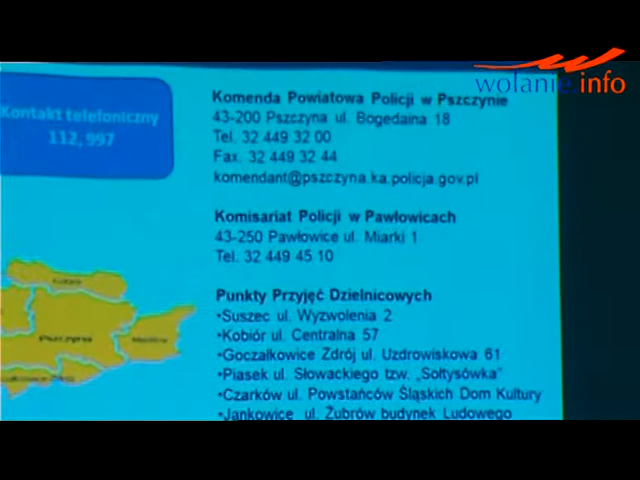 wolanie.info
Kontakt telefoniczny
112, 997
Komenda Powiatowa Policji w Pszczynie
43-200 Pszczyna ul. Bogedaina 18
Tel. 32 449 32 00
Fax. 32 449 32 44
komendant@pszczyna.ka.policja.gov.pl
Komisariat Policji w Pawłowicach
43-250 Pawłowice ul. Miarki 1
Tel. 32 449 45 10
Punkty Przyjęć Dzielnicowych
•Suszec ul. Wyzwolenia 2
•Kobiór ul. Centralna 57
•Goczałkowice Zdrój ul. Uzdrowiskowa 61
•Piasek ul. Słowackiego tzw. „Sołtysówka”
•Czarków ul. Powstańców Śląskich Dom Kultury
•Jankowice ul. Żubrów budynek Ludowego
Pszczyna